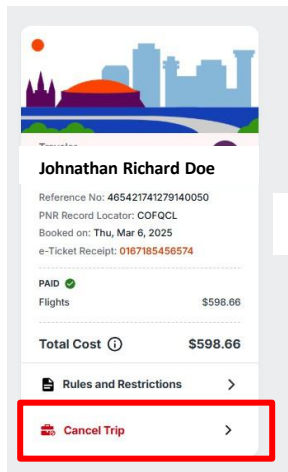 Johnathan Richard Doe
Reference No: 465421741279140050
PNR Record Locator: COFQCL
Booked on: Thu, Mar 6, 2025
e-Ticket Receipt: 0167185456574
PAID
Flights $598.66
Total Cost $598.66
Rules and Restrictions
Cancel Trip